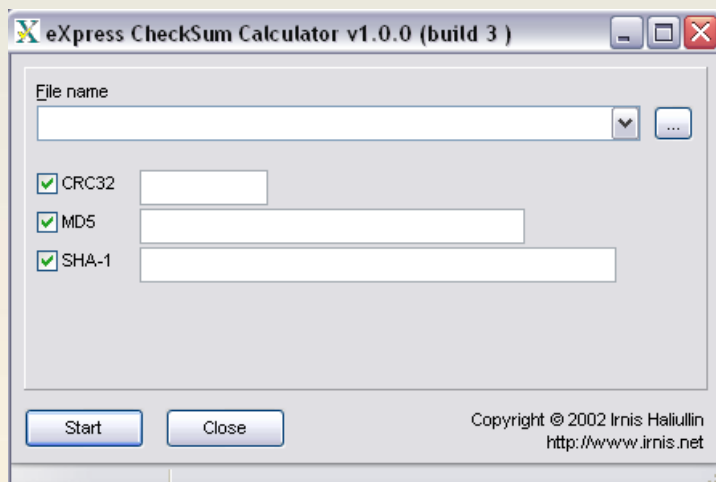 eXpress CheckSum Calculator v1.0.0 (build 3 )
File name
...
CRC32
MD5
SHA-1
Start
Close
Copyright © 2002 Irnis Haliullin
http://www.irnis.net